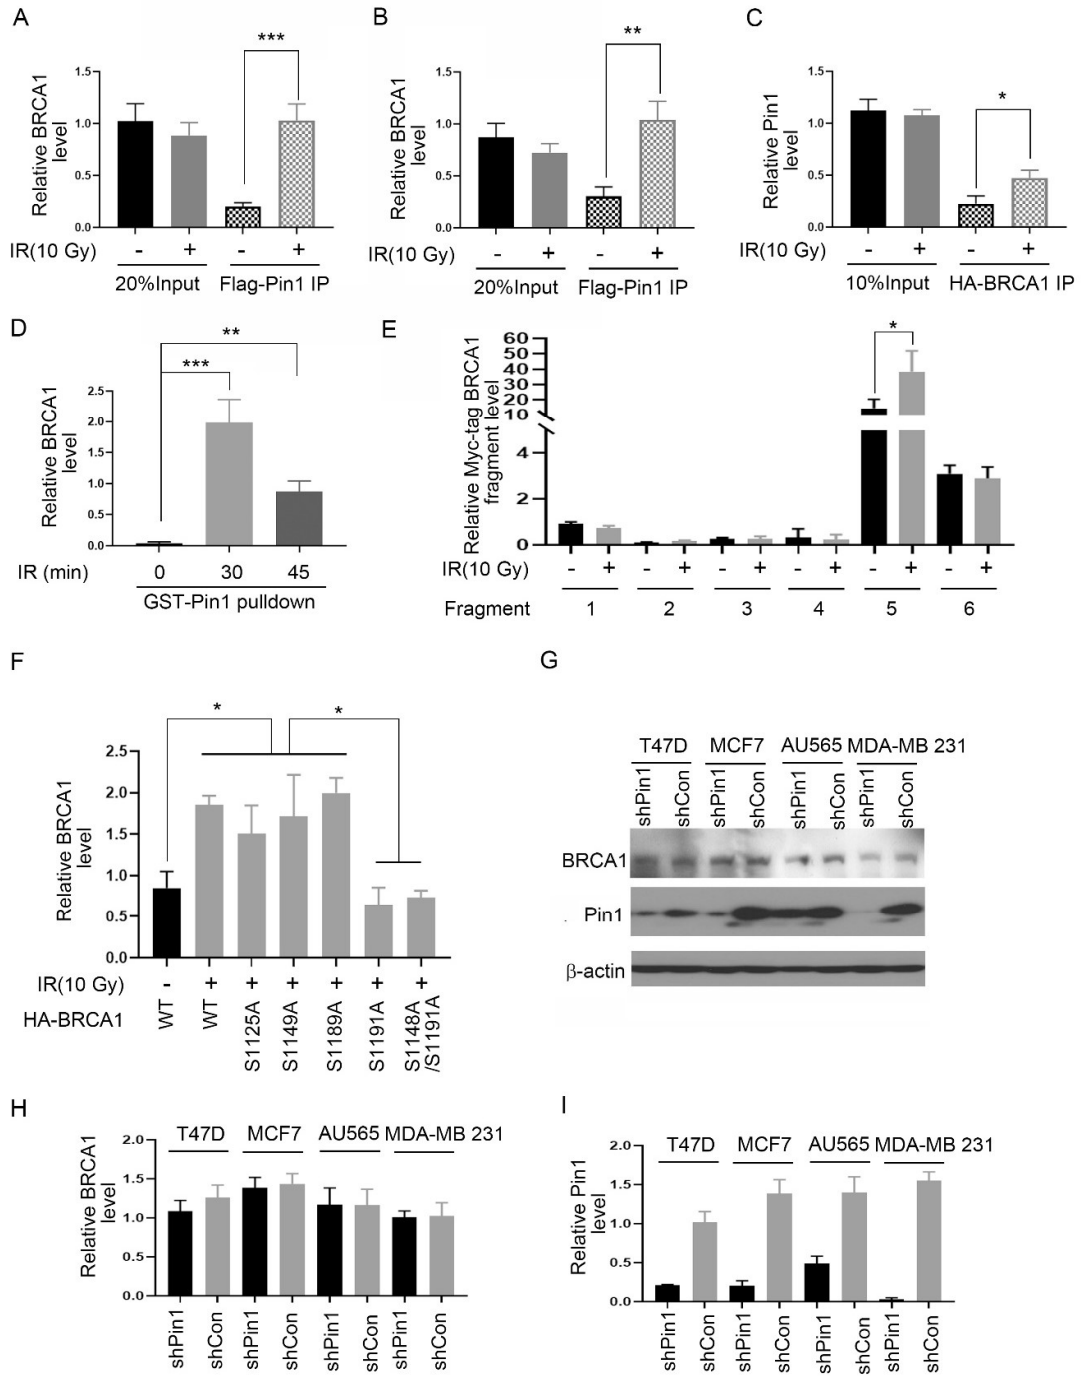 A
Relative BRCA1
level
1.5
1.0
0.5
0.0
***
IR(10 Gy)
- + - +
20%Input Flag-Pin1 IP
B
Relative BRCA1
level
1.5
1.0
0.5
0.0
**
IR(10 Gy)
- + - +
20%Input Flag-Pin1 IP
C
Relative Pin1
level
1.5
1.0
0.5
0.0
*
IR(10 Gy)
- + - +
10%Input HA-BRCA1 IP
D
Relative BRCA1
level
2.5
2.0
1.5
1.0
0.5
0.0
**
***
IR (min) 0 30 45
GST-Pin1 pulldown
E
Relative Myc-tag BRCA1
fragment level
60
50
40
30
20
10
4
2
0
*
IR(10 Gy) - + - + - + - + - + - +
Fragment 1 2 3 4 5 6
F
Relative BRCA1
level
2.5
2.0
1.5
1.0
0.5
0.0
* *
IR(10 Gy) - + + + + + +
HA-BRCA1 WT WT S1125A S1149A S1189A S1191A S1148A
/S1191A
G
T47D MCF7 AU565 MDA-MB 231
shPin1 shCon shPin1 shCon shPin1 shCon shPin1 shCon
BRCA1
Pin1
β-actin
H
T47D MCF7 AU565 MDA-MB 231
Relative BRCA1
level
2.0
1.5
1.0
0.5
0.0
shPin1 shCon shPin1 shCon shPin1 shCon shPin1 shCon
I
T47D MCF7 AU565 MDA-MB 231
Relative Pin1
level
2.0
1.5
1.0
0.5
0.0
shPin1 shCon shPin1 shCon shPin1 shCon shPin1 shCon